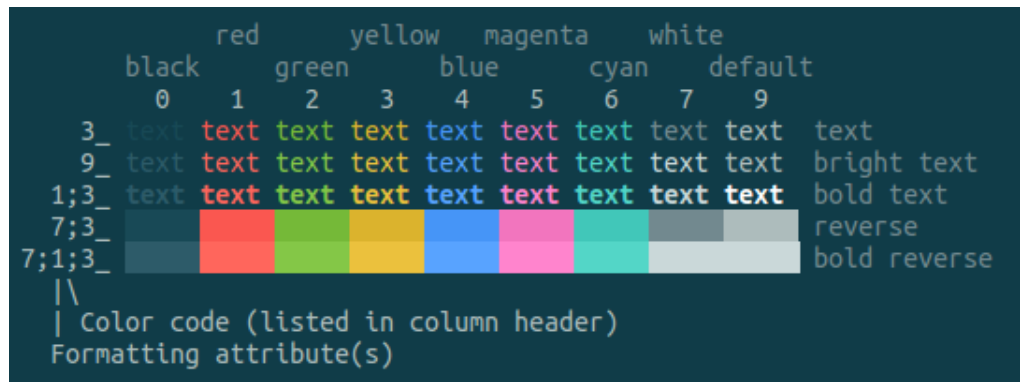 red yellow magenta white
black green blue cyan default
0 1 2 3 4 5 6 7 9
3_ text text text text text text text text text text
9_ text text text text text text text text text bright text
1;3_ text text text text text text text text text bold text
7;3_ reverse
7;1;3_ bold reverse
|\
| Color code (listed in column header)
Formatting attribute(s)